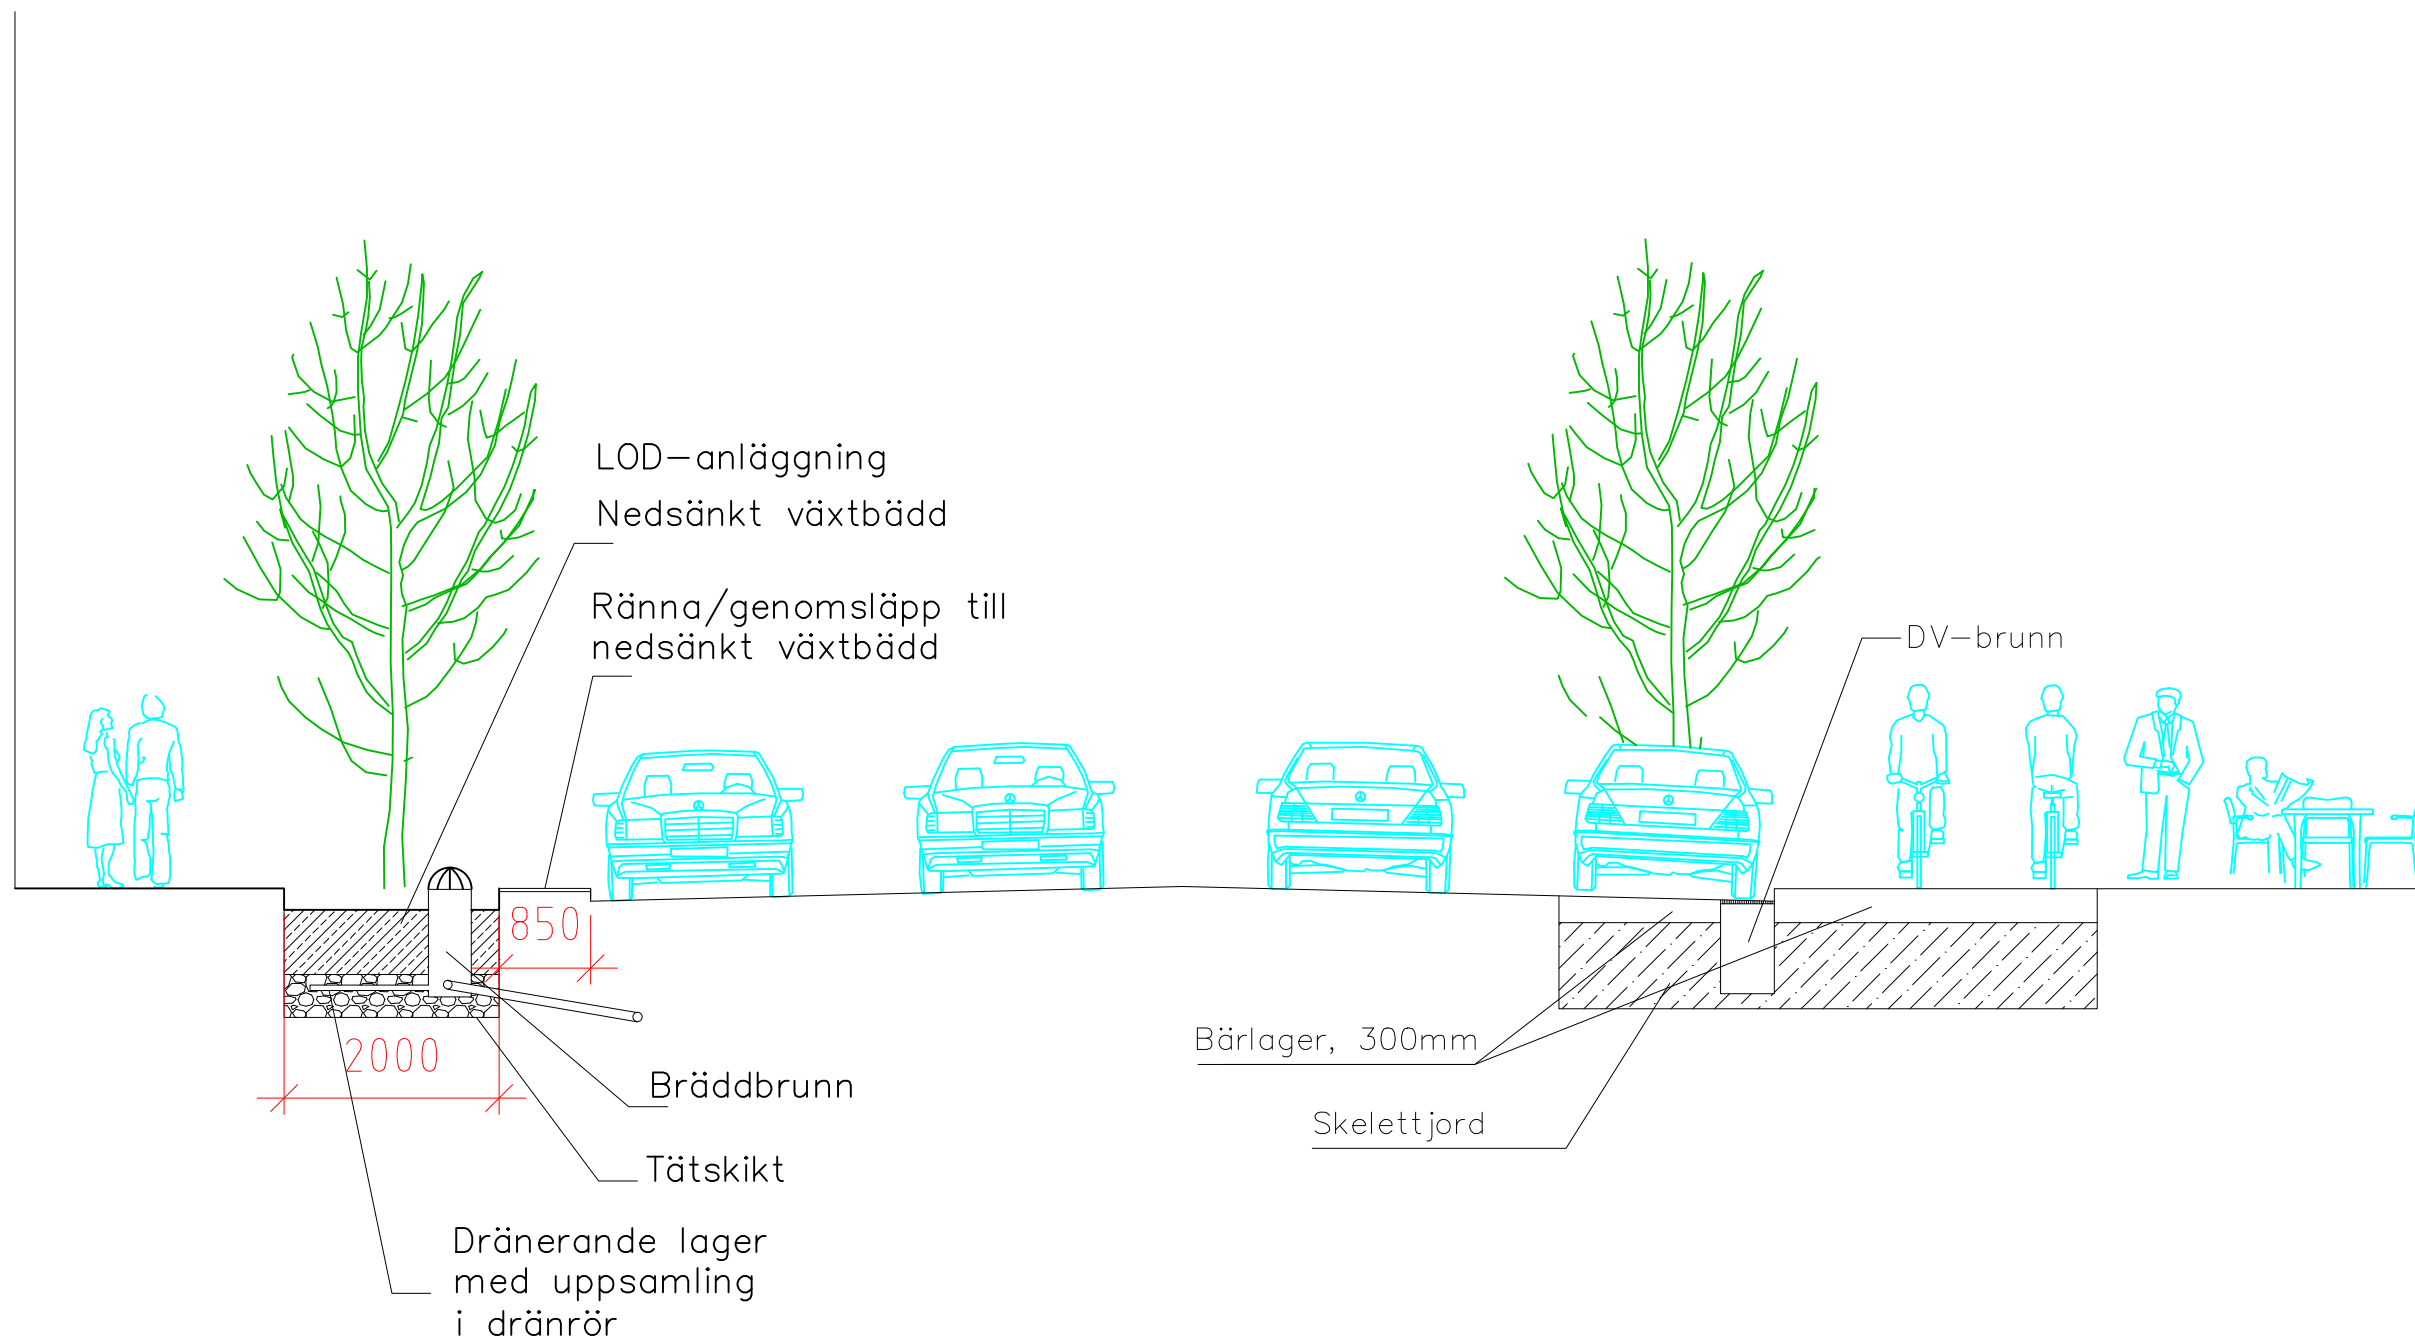 LOD-anläggning
Nedsänkt växtbädd
Ränna/genomsläpp till
nedsänkt växtbädd
DV-brunn
850
2000
Bärlager, 300mm
Bräddbrunn
Skelettjord
Tätskikt
Dränerande lager
med uppsamling
i dränrör